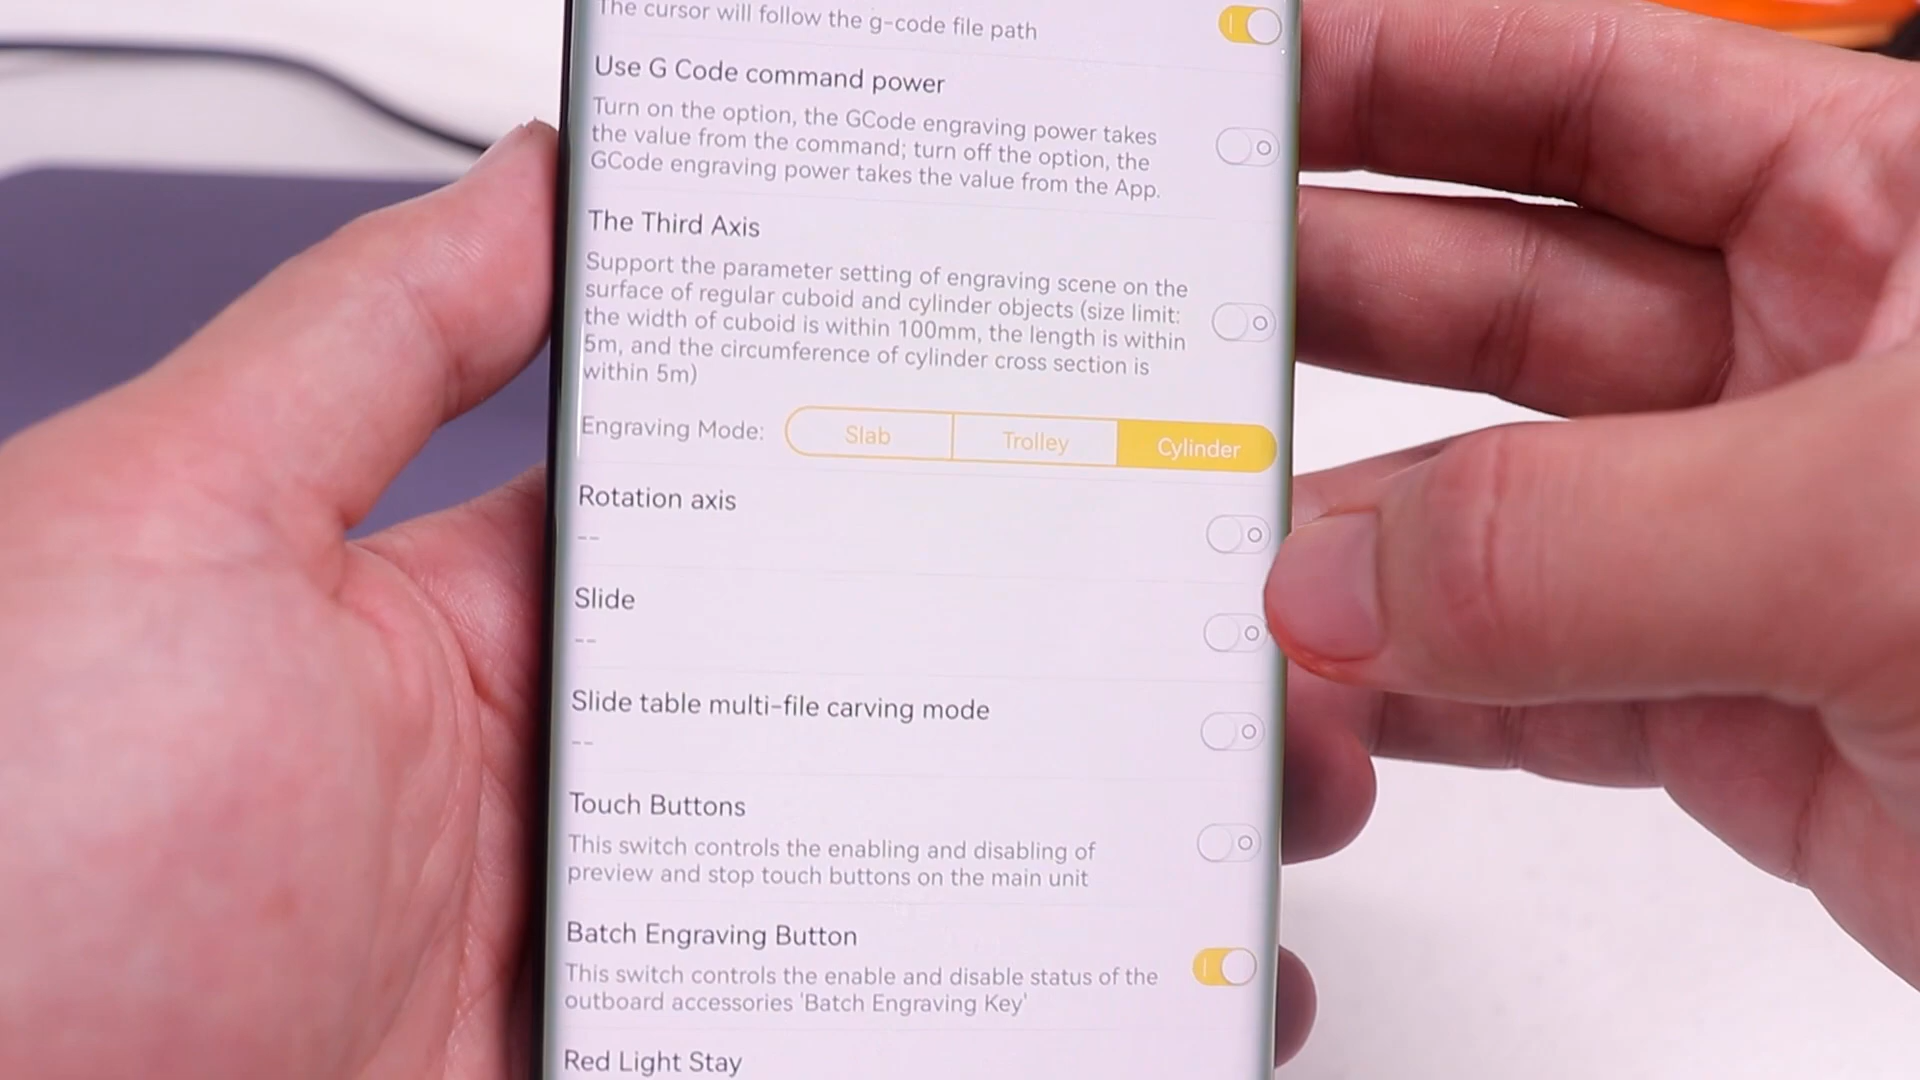 The cursor will follow the g-code file path
Use G Code command power
Turn on the option, the GCode engraving power takes
the value from the command; turn off the option, the
GCode engraving power takes the value from the App.
The Third Axis
Support the parameter setting of engraving scene on the
surface of regular cuboid and cylinder objects (size limit:
the width of cuboid is within 100mm, the length is within
5m, and the circumference of cylinder cross section is
within 5m)
Engraving Mode: Slab Trolley Cylinder
Rotation axis
--
Slide
--
Slide table multi-file carving mode
--
Touch Buttons
This switch controls the enabling and disabling of
preview and stop touch buttons on the main unit
Batch Engraving Button
This switch controls the enable and disable status of the
outboard accessories 'Batch Engraving Key'
Red Light Stay